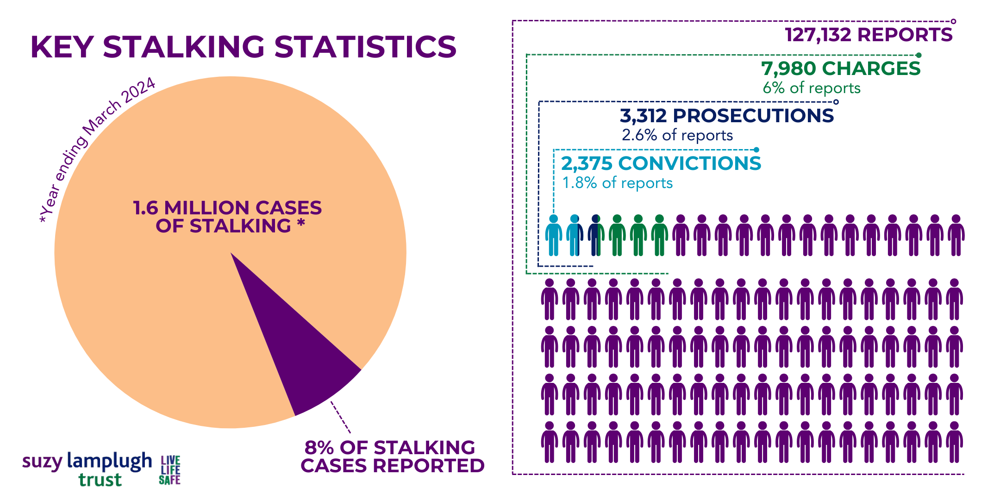 KEY STALKING STATISTICS
*Year ending March 2024
1.6 MILLION CASES
OF STALKING *
8% OF STALKING
CASES REPORTED
suzy lamplugh
trust
LIVE
LIFE
SAFE
127,132 REPORTS
7,980 CHARGES
6% of reports
3,312 PROSECUTIONS
2.6% of reports
2,375 CONVICTIONS
1.8% of reports